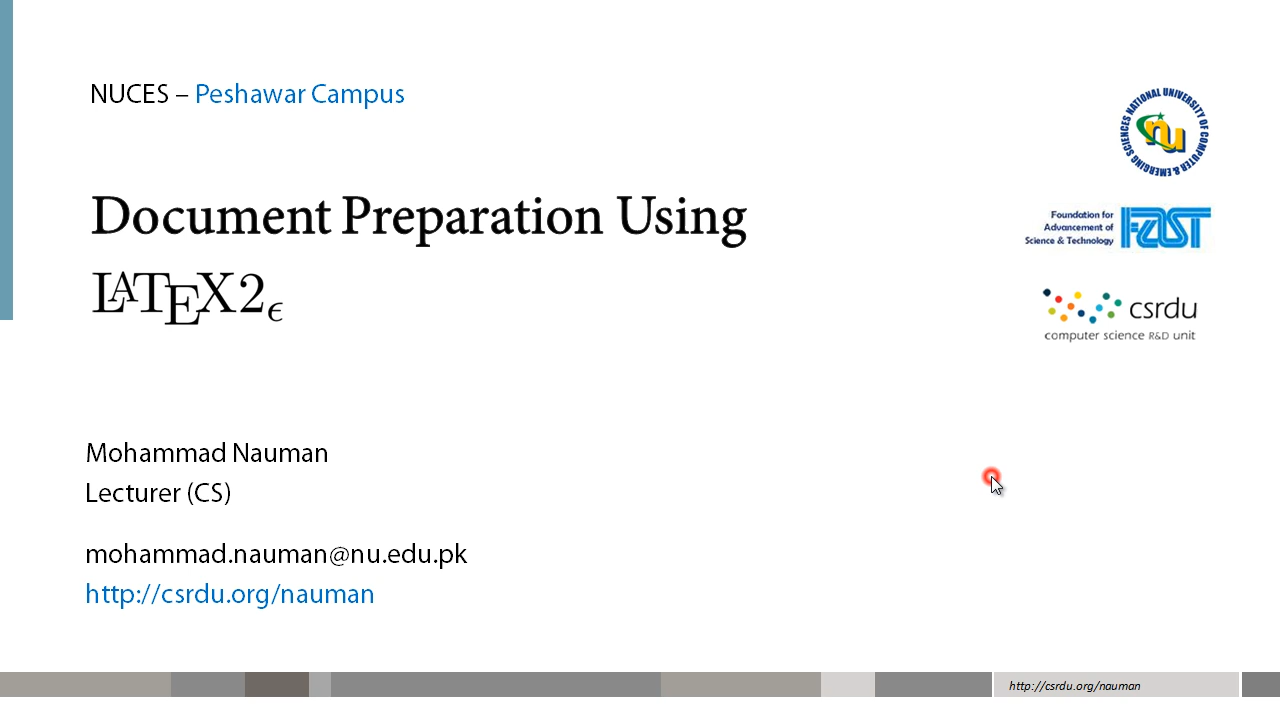 NUCES – Peshawar Campus
NATIONAL UNIVERSITY OF COMPUTER & EMERGING SCIENCES
nu
Document Preparation Using
LATEX2ϵ
Foundation for
Advancement of
Science & Technology
FAST
csrdu
computer science R&D unit
Mohammad Nauman
Lecturer (CS)
mohammad.nauman@nu.edu.pk
http://csrdu.org/nauman
http://csrdu.org/nauman